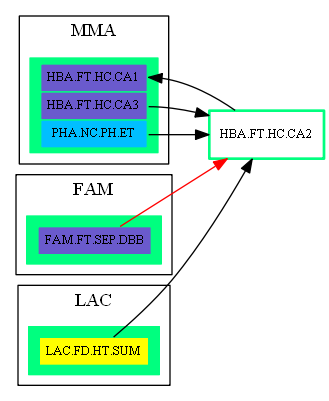 MMA
HBA.FT.HC.CA1
HBA.FT.HC.CA3
PHA.NC.PH.ET
HBA.FT.HC.CA2
FAM
FAM.FT.SEP.DBB
LAC
LAC.FD.HT.SUM